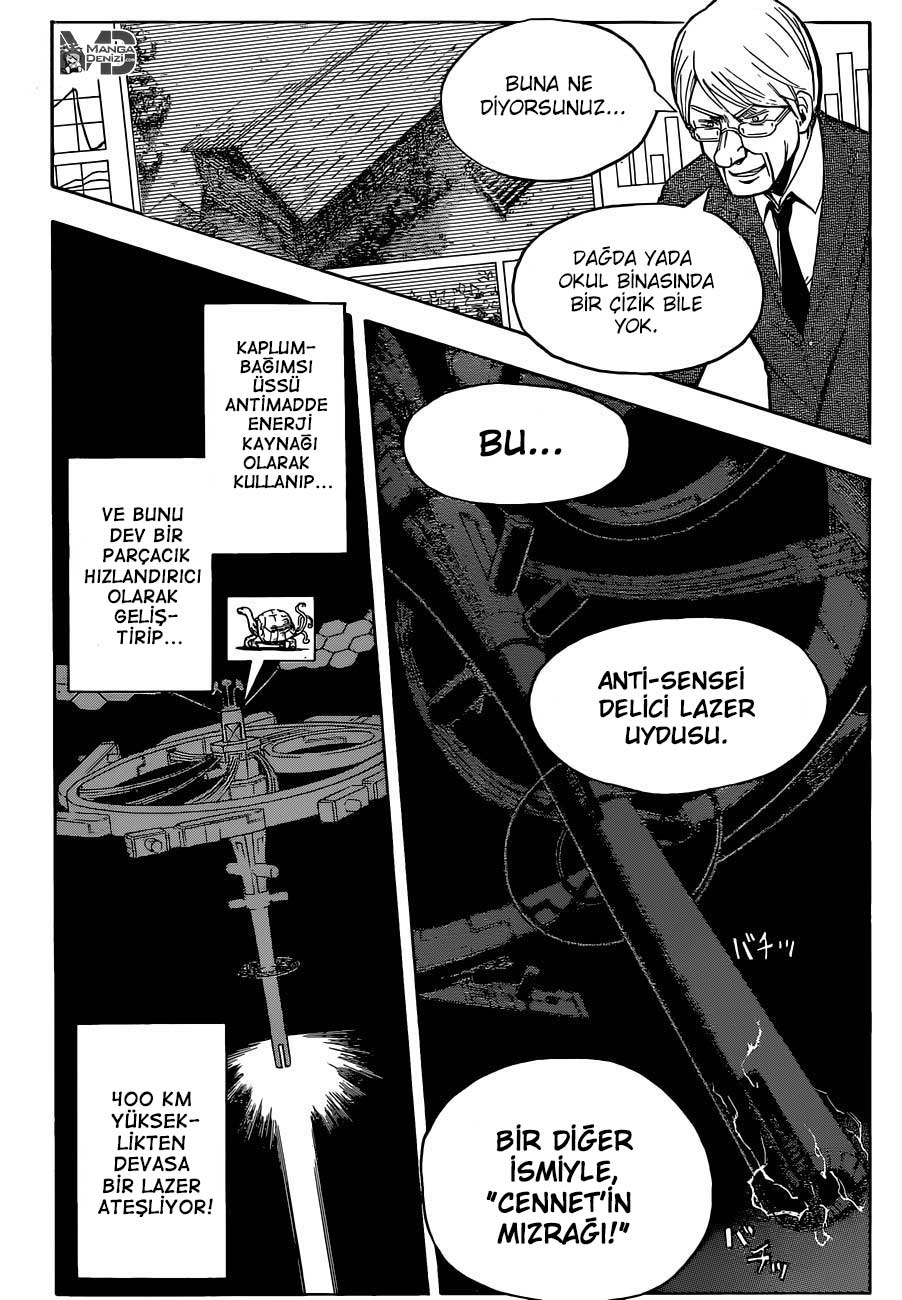 MANGA
DENİZİ
BUNA NE
DİYORSUNUZ...
DAĞDA YADA
OKUL BİNASINDA
BİR ÇİZİK BİLE
YOK.
BU...
ANTİ-SENSEİ
DELİCİ LAZER
UYDUSU.
バチッ
BİR DİĞER
İSMİYLE,
"CENNET'İN
MIZRAĞI!"
バチッ
KAPLUM-
BAĞIMSI
ÜSSÜ
ANTİMADDE
ENERJİ
KAYNAĞI
OLARAK
KULLANIP...
VE BUNU
DEV BİR
PARÇACIK
HIZLANDIRICI
OLARAK
GELİŞ-
TİRİP...
400 KM
YÜKSEK-
LİKTEN
DEVASA
BİR LAZER
ATEŞLİYOR!